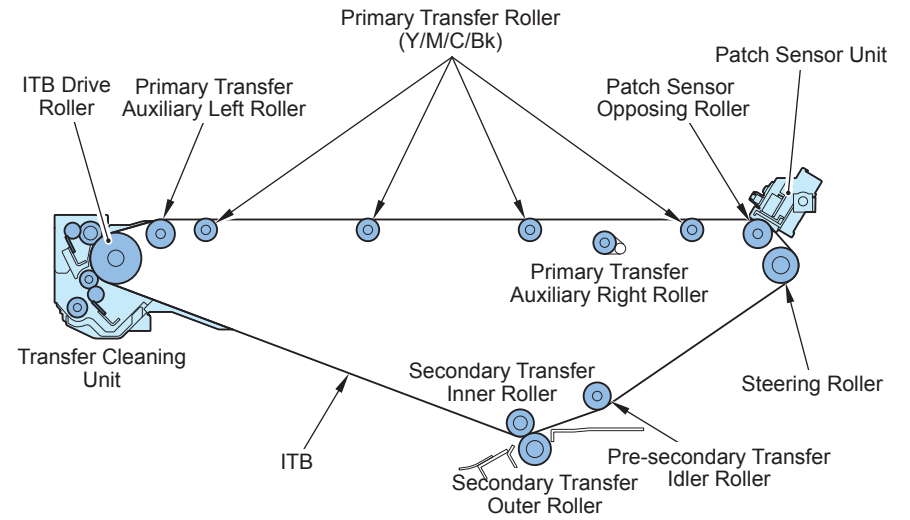 Primary Transfer Roller
(Y/M/C/Bk)
Patch Sensor Unit
ITB Drive
Roller
Primary Transfer
Auxiliary Left Roller
Patch Sensor
Opposing Roller
Primary Transfer
Auxiliary Right Roller
Transfer Cleaning
Unit
Secondary Transfer
Inner Roller
Steering Roller
ITB
Pre-secondary Transfer
Idler Roller
Secondary Transfer
Outer Roller